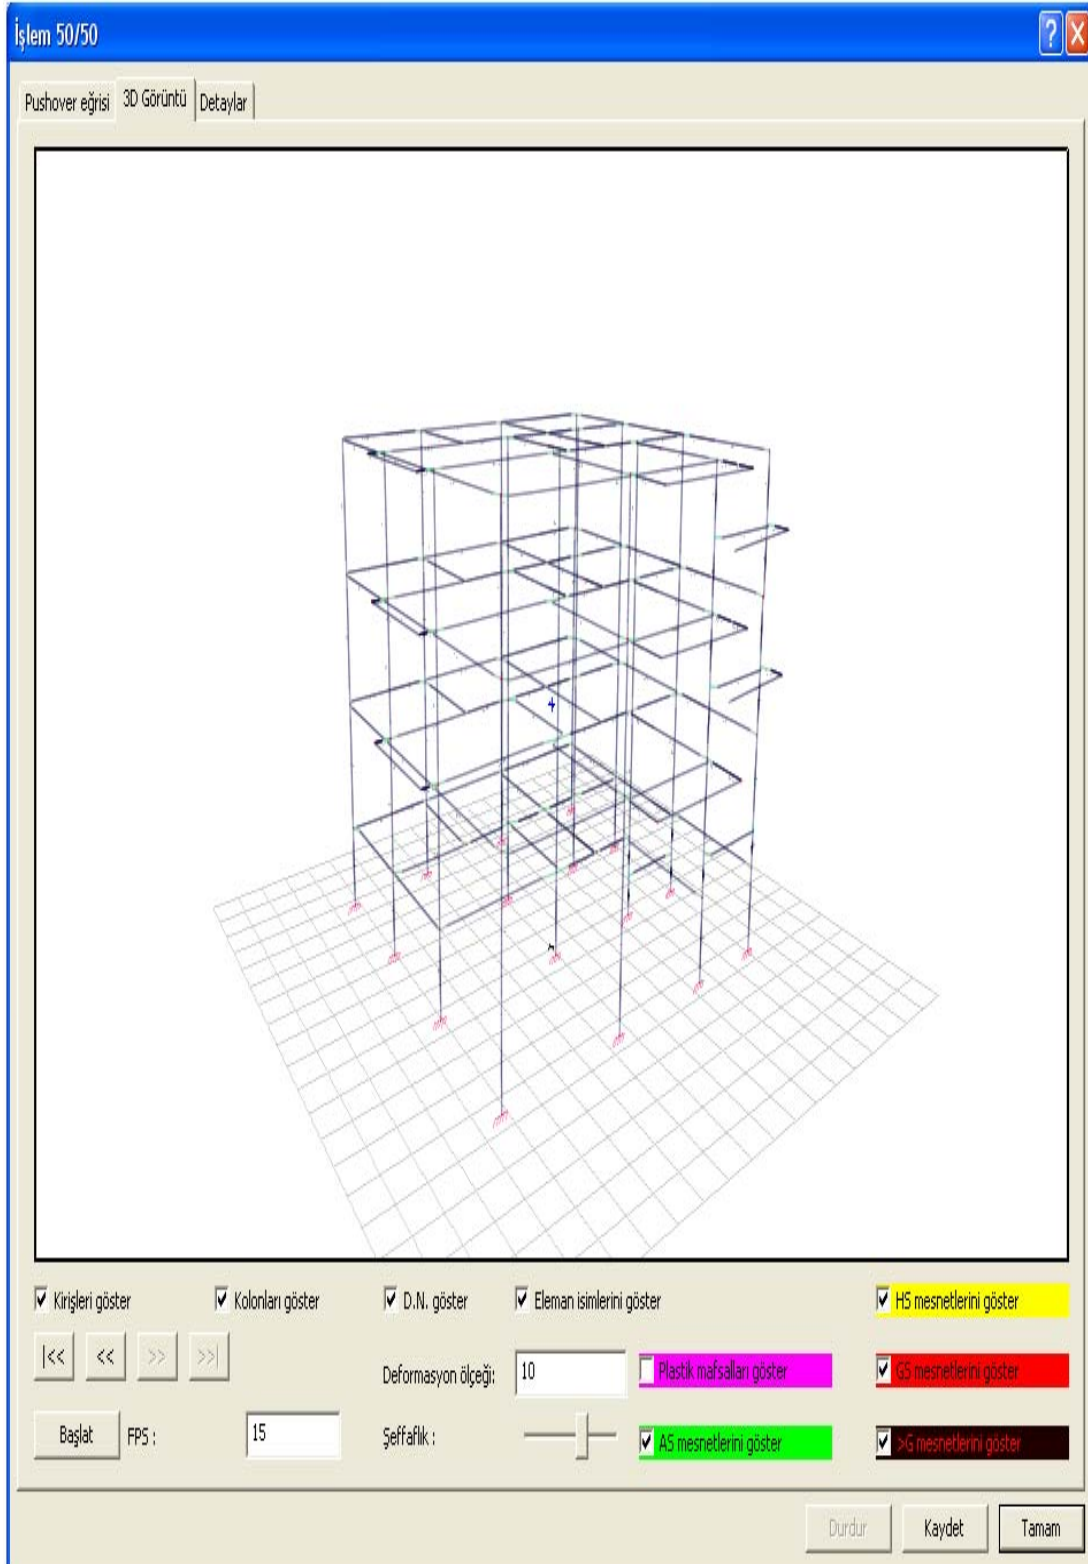 İşlem 50/50
Pushover eğrisi 3D Görüntü Detaylar
Kirişleri göster Kolonları göster D.N. göster Eleman isimlerini göster HS mesnetlerini göster
|<< << >> >>| Deformasyon ölçeği: 10 Plastik mafsalları göster GS mesnetlerini göster
Başlat FPS : 15 Şeffaflık : AS mesnetlerini göster >G mesnetlerini göster
Durdur Kaydet Tamam